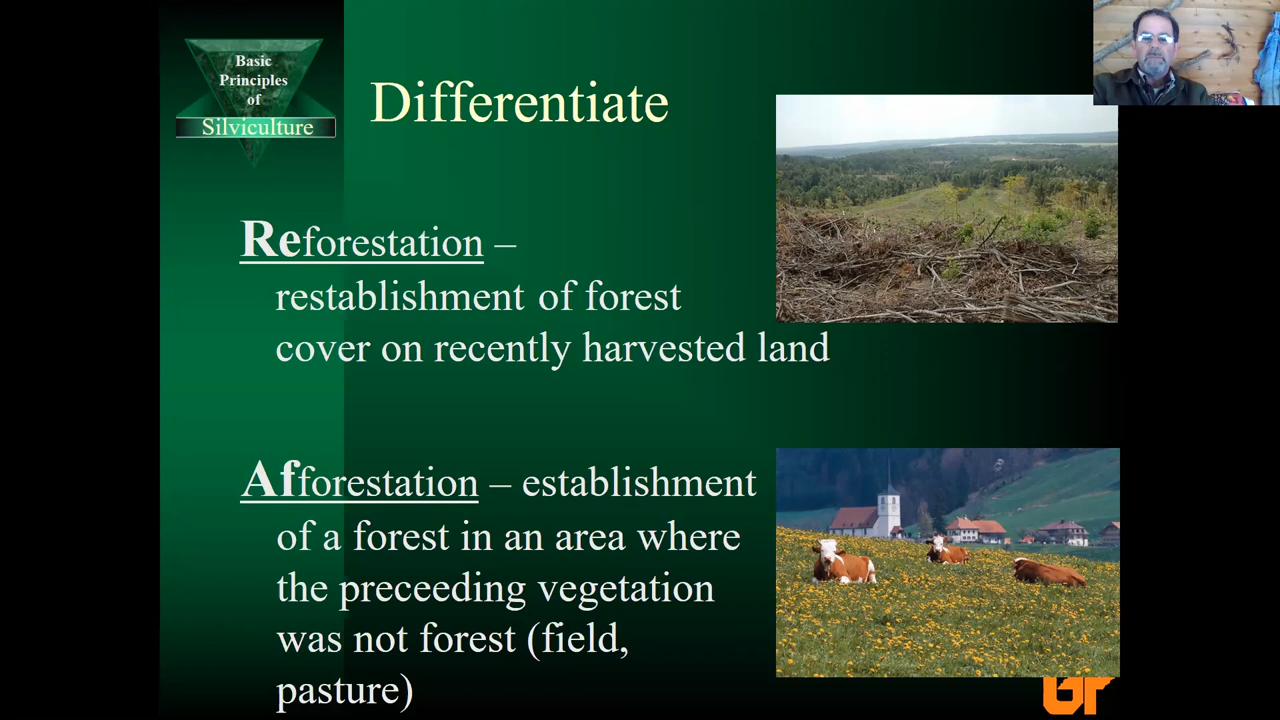 Basic
Principles
of
Silviculture
Differentiate
Reforestation –
restablishment of forest
cover on recently harvested land
Afforestation – establishment
of a forest in an area where
the preceeding vegetation
was not forest (field,
pasture)
UT